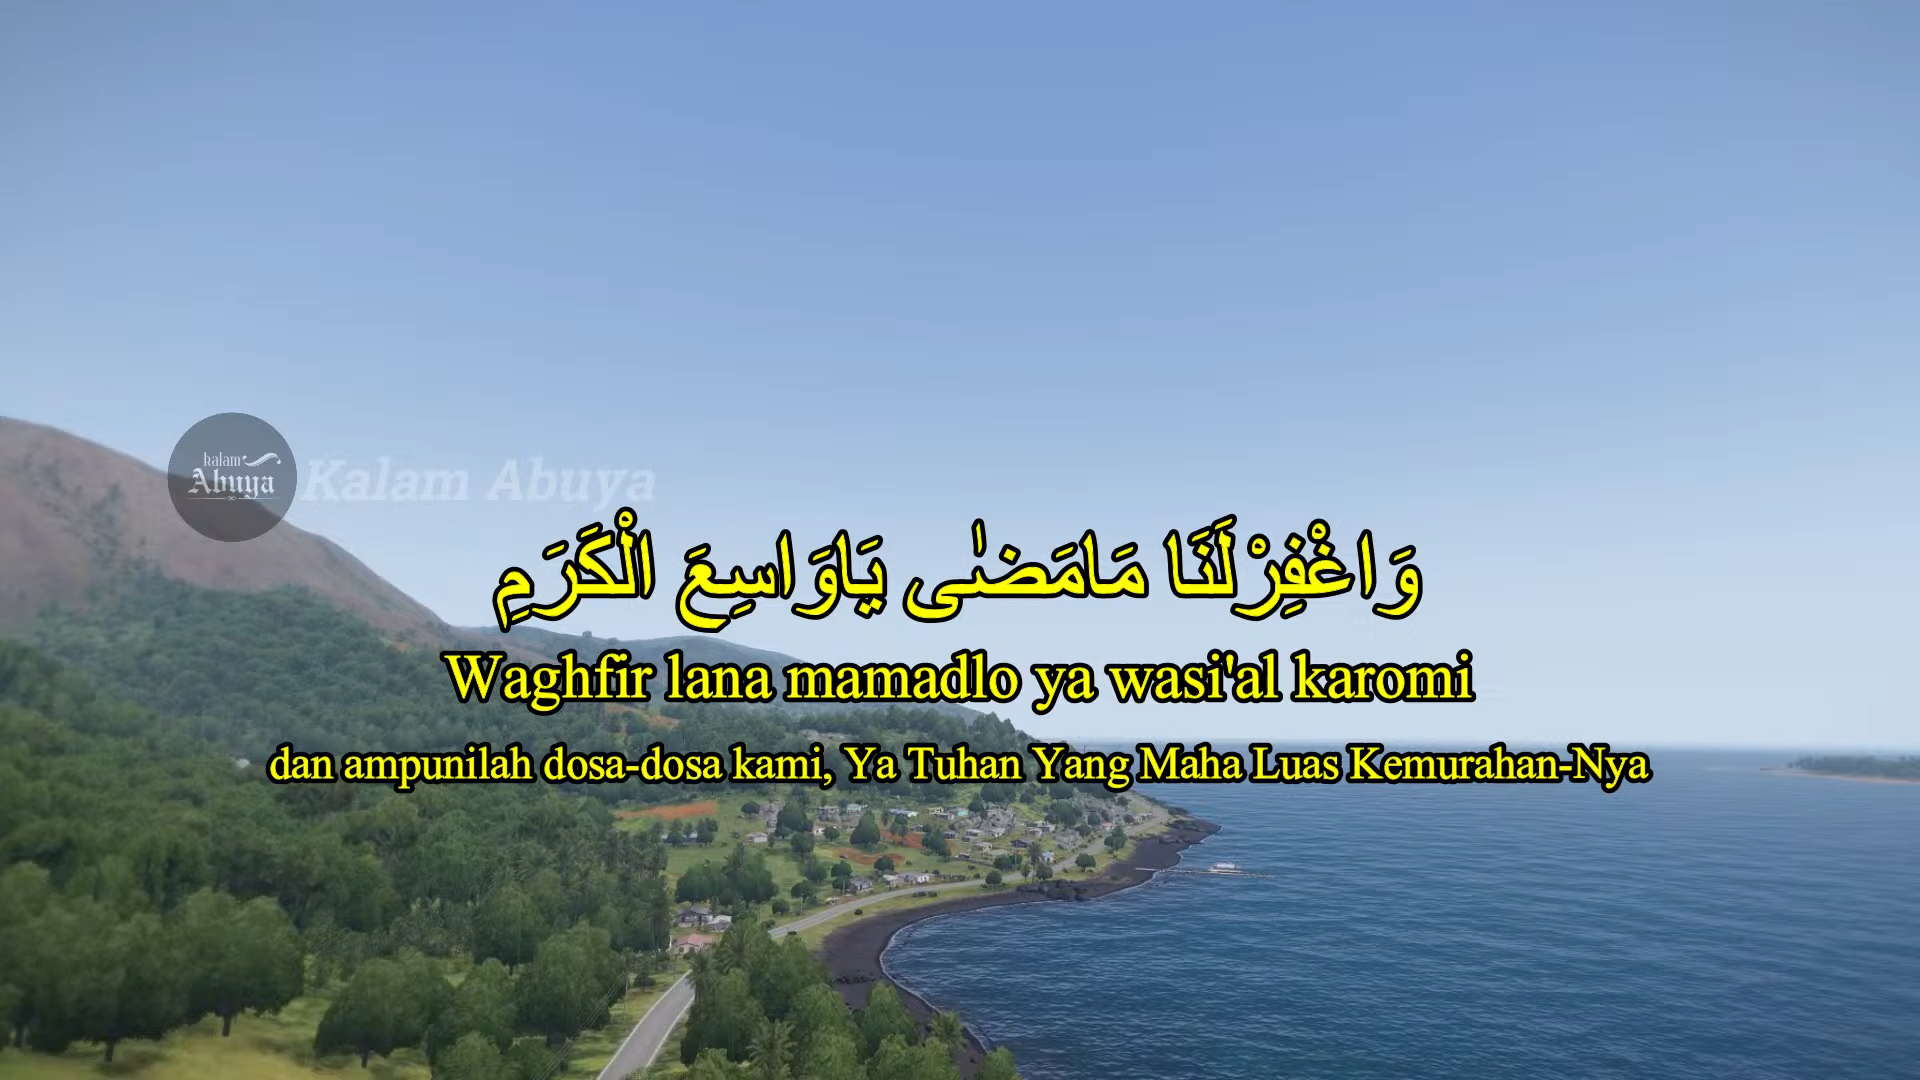 kalam
Abuya
Kalam Abuya
وَاغْفِرْلَنَا مَامَضٰى يَاوَاسِعَ الْكَرَمِ
Waghfir lana mamadlo ya wasi'al karomi
dan ampunilah dosa-dosa kami, Ya Tuhan Yang Maha Luas Kemurahan-Nya